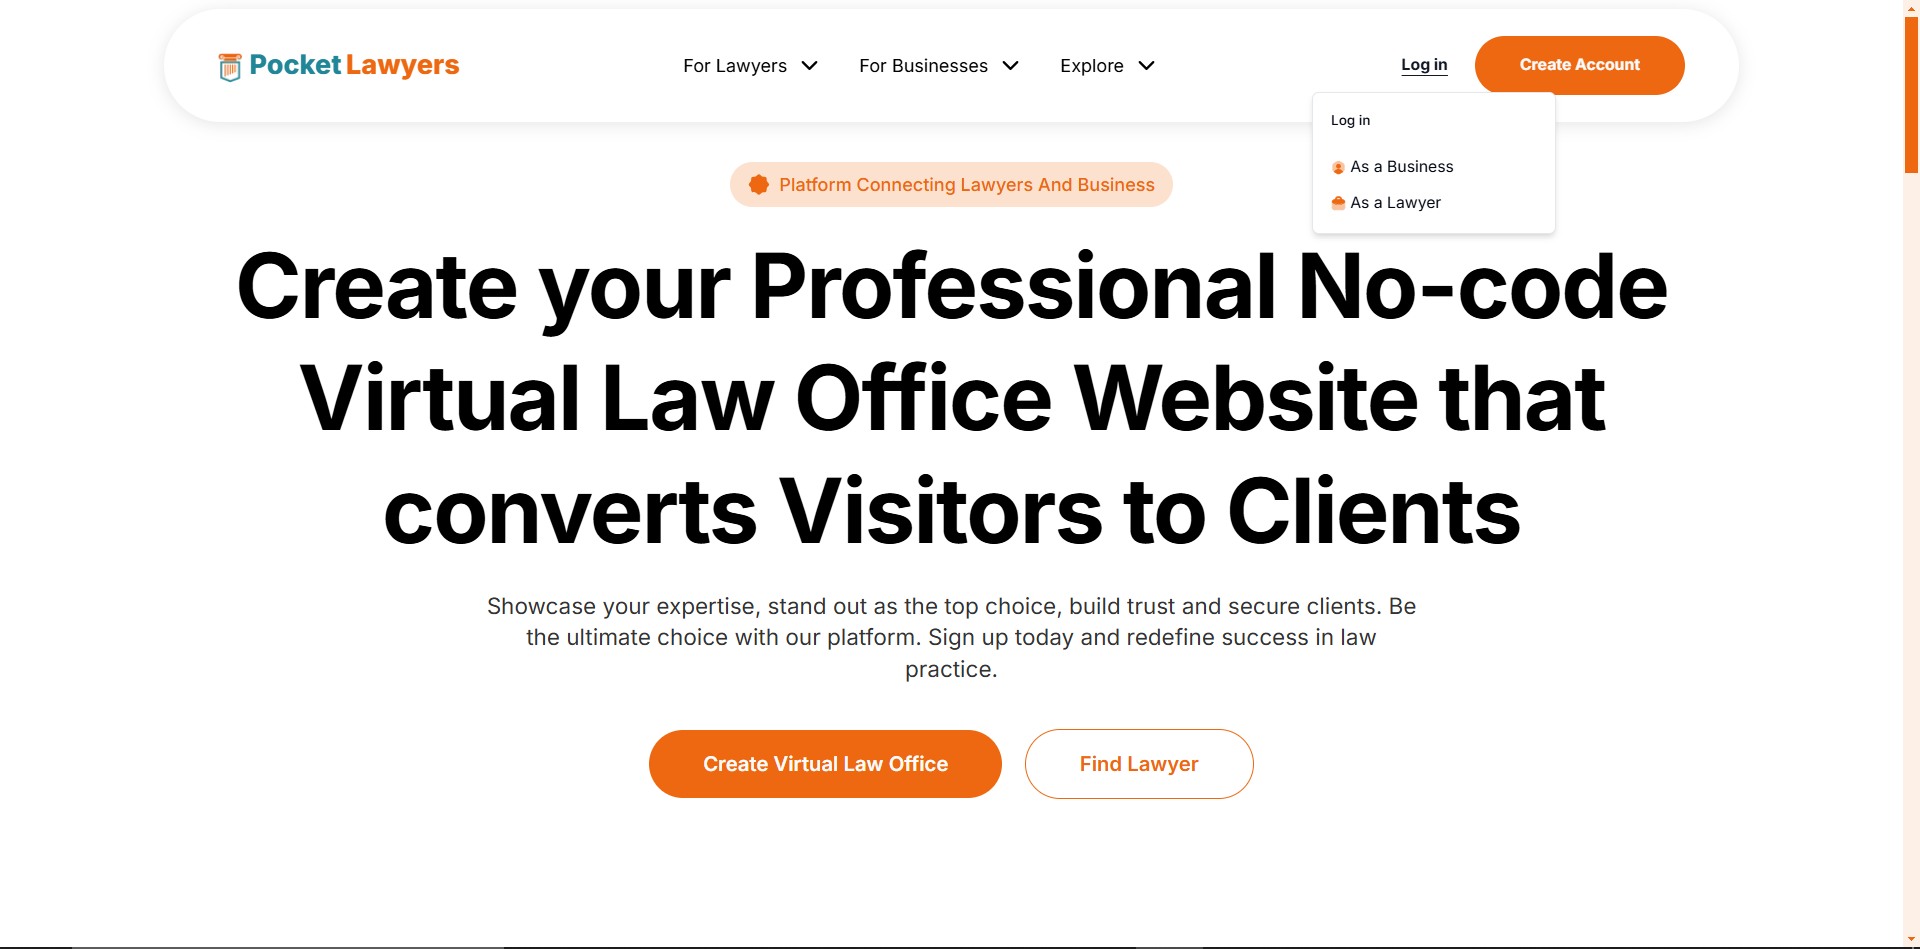 Pocket Lawyers
For Lawyers
For Businesses
Explore
Log in
Create Account
Log in
As a Business
As a Lawyer
Platform Connecting Lawyers And Business
Create your Professional No-code
Virtual Law Office Website that
converts Visitors to Clients
Showcase your expertise, stand out as the top choice, build trust and secure clients. Be
the ultimate choice with our platform. Sign up today and redefine success in law
practice.
Create Virtual Law Office
Find Lawyer